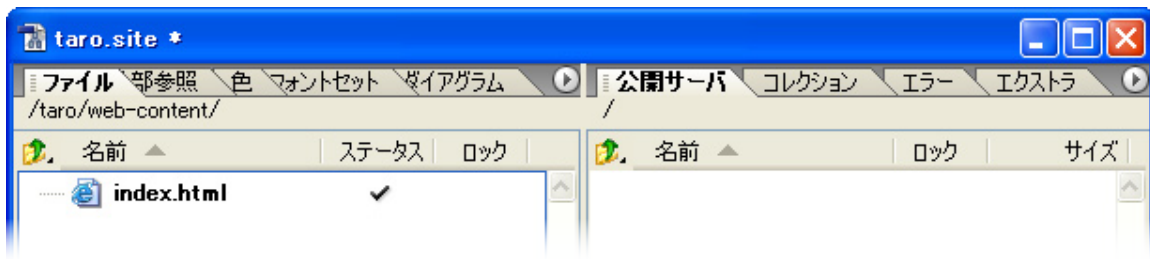 taro.site *
ファイル 部参照 色 フォントセット ダイアグラム 公開サーバ コレクション エラー エクストラ
/taro/web-content/ /
名前 ステータス ロック 名前 ロック サイズ
index.html